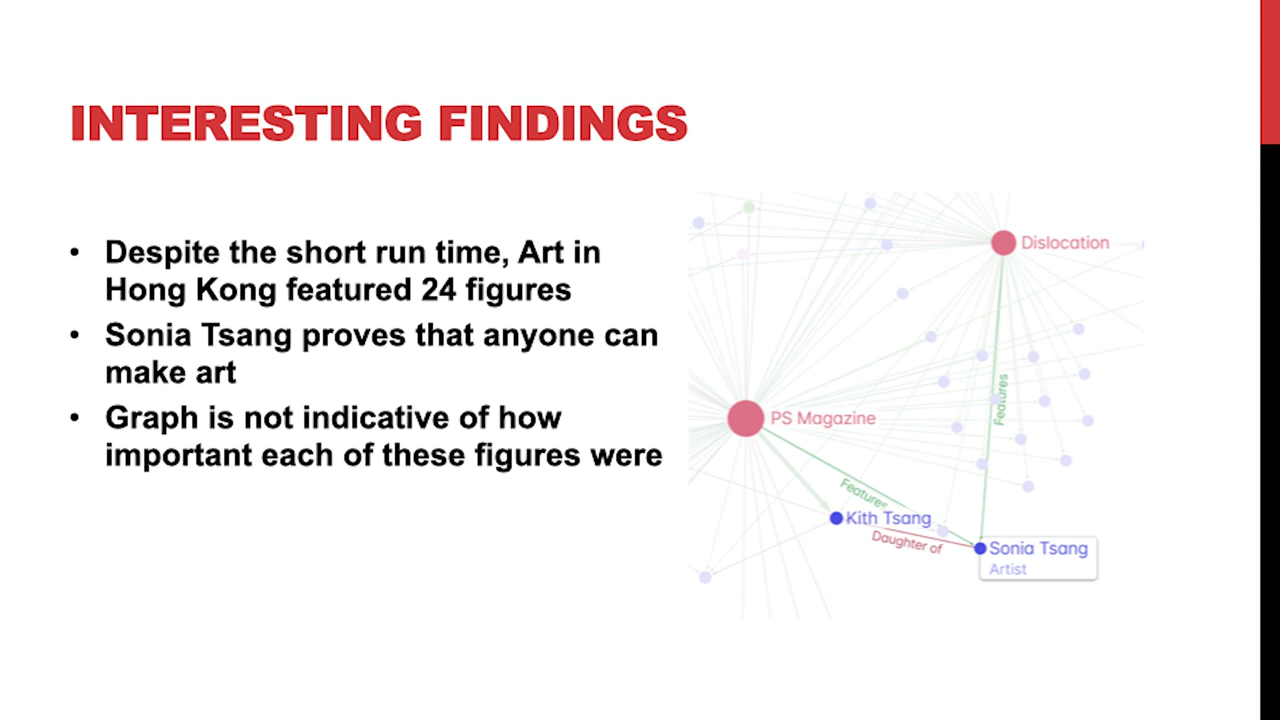 INTERESTING FINDINGS
• Despite the short run time, Art in
Hong Kong featured 24 figures
• Sonia Tsang proves that anyone can
make art
• Graph is not indicative of how
important each of these figures were
Dislocation
Features
PS Magazine
Features
Kith Tsang
Daughter of
Sonia Tsang
Artist